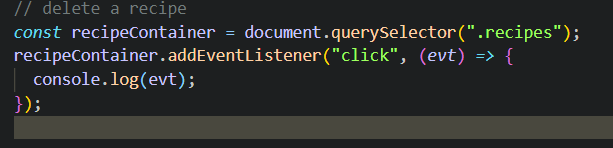 // delete a recipe
const recipeContainer = document.querySelector(".recipes");
recipeContainer.addEventListener("click", (evt) => {
  console.log(evt);
});